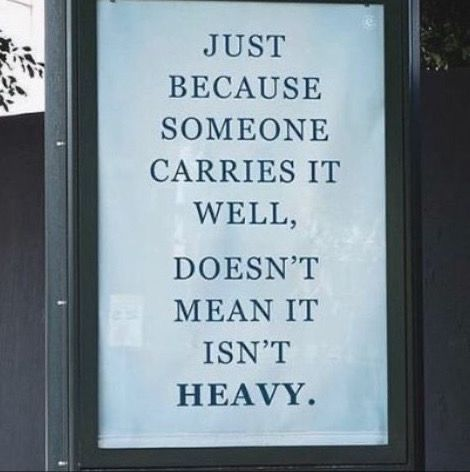 JUST
BECAUSE
SOMEONE
CARRIES IT
WELL,
DOESN'T
MEAN IT
ISN'T
HEAVY.